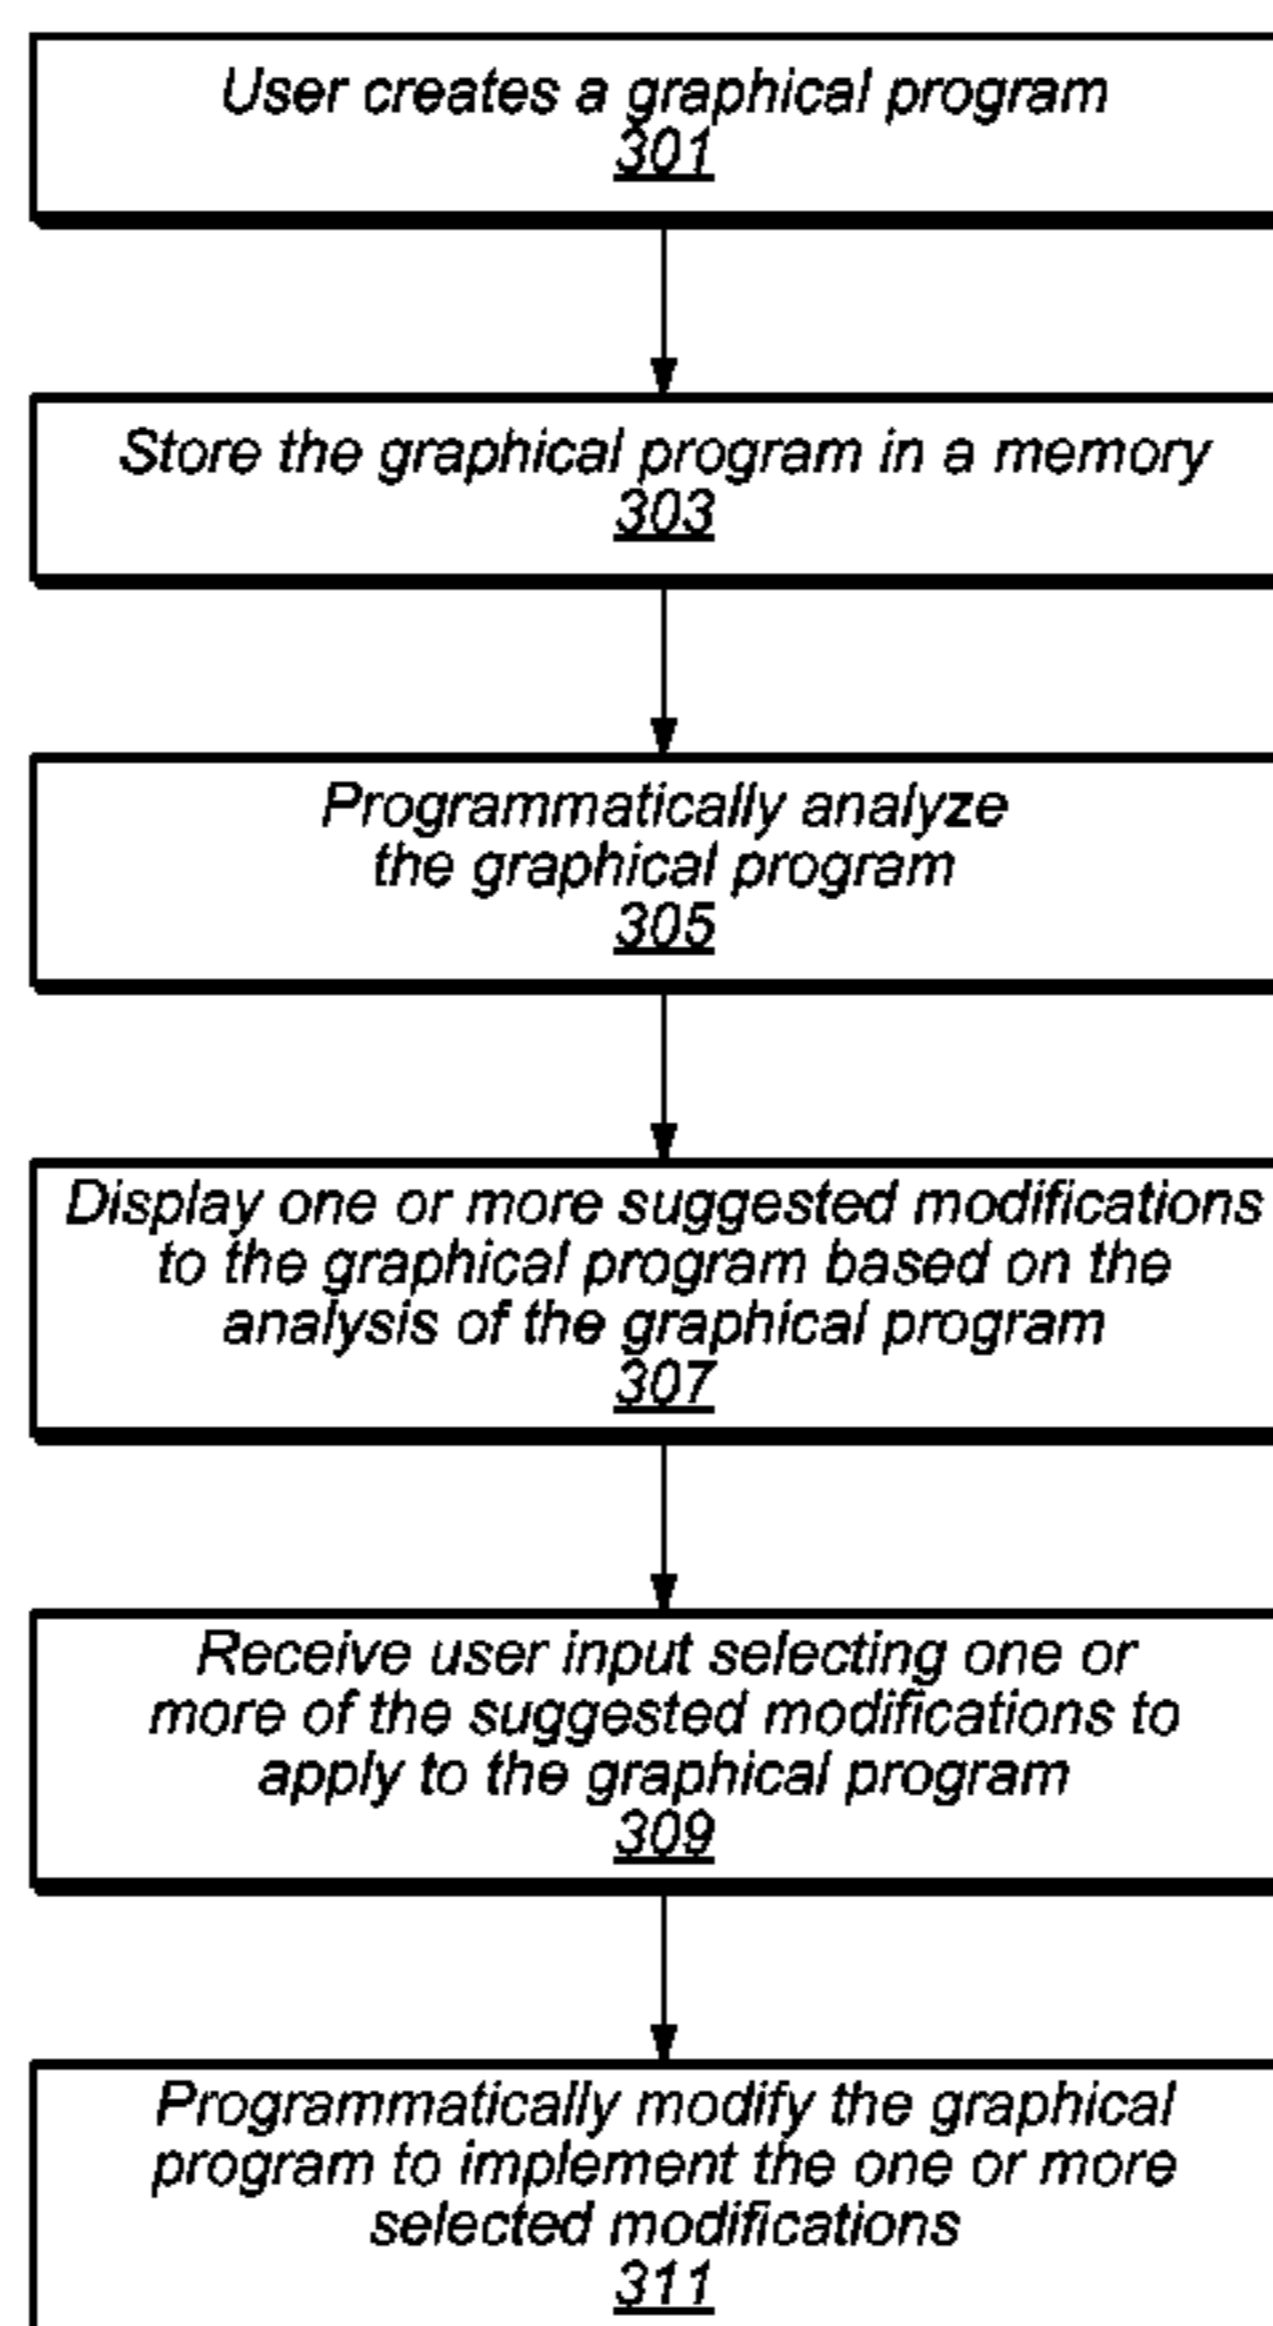 User creates a graphical program
301
Store the graphical program in a memory
303
Programmatically analyze
the graphical program
305
Display one or more suggested modifications
to the graphical program based on the
analysis of the graphical program
307
Receive user input selecting one or
more of the suggested modifications to
apply to the graphical program
309
Programmatically modify the graphical
program to implement the one or more
selected modifications
311